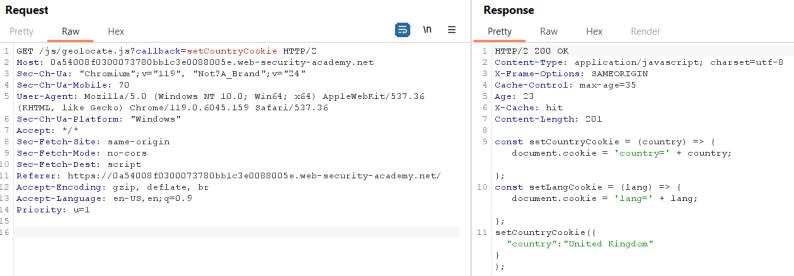 Request
Pretty Raw Hex \n
1 GET /js/geolocate.js?callback=setCountryCookie HTTP/2
2 Host: 0a54008f0300073780bb1c3e0088005e.web-security-academy.net
3 Sec-Ch-Ua: "Chromium";v="119", "Not?A_Brand";v="24"
4 Sec-Ch-Ua-Mobile: ?0
5 User-Agent: Mozilla/5.0 (Windows NT 10.0; Win64; x64) AppleWebKit/537.36
(KHTML, like Gecko) Chrome/119.0.6045.159 Safari/537.36
6 Sec-Ch-Ua-Platform: "Windows"
7 Accept: */*
8 Sec-Fetch-Site: same-origin
9 Sec-Fetch-Mode: no-cors
10 Sec-Fetch-Dest: script
11 Referer: https://0a54008f0300073780bb1c3e0088005e.web-security-academy.net/
12 Accept-Encoding: gzip, deflate, br
13 Accept-Language: en-US,en;q=0.9
14 Priority: u=1
15
16
Response
Pretty Raw Hex Render
1 HTTP/2 200 OK
2 Content-Type: application/javascript; charset=utf-8
3 X-Frame-Options: SAMEORIGIN
4 Cache-Control: max-age=35
5 Age: 23
6 X-Cache: hit
7 Content-Length: 201
8
9 const setCountryCookie = (country) => {
document.cookie = 'country=' + country;
};
10 const setLangCookie = (lang) => {
document.cookie = 'lang=' + lang;
};
11 setCountryCookie({
"country":"United Kingdom"
}
);